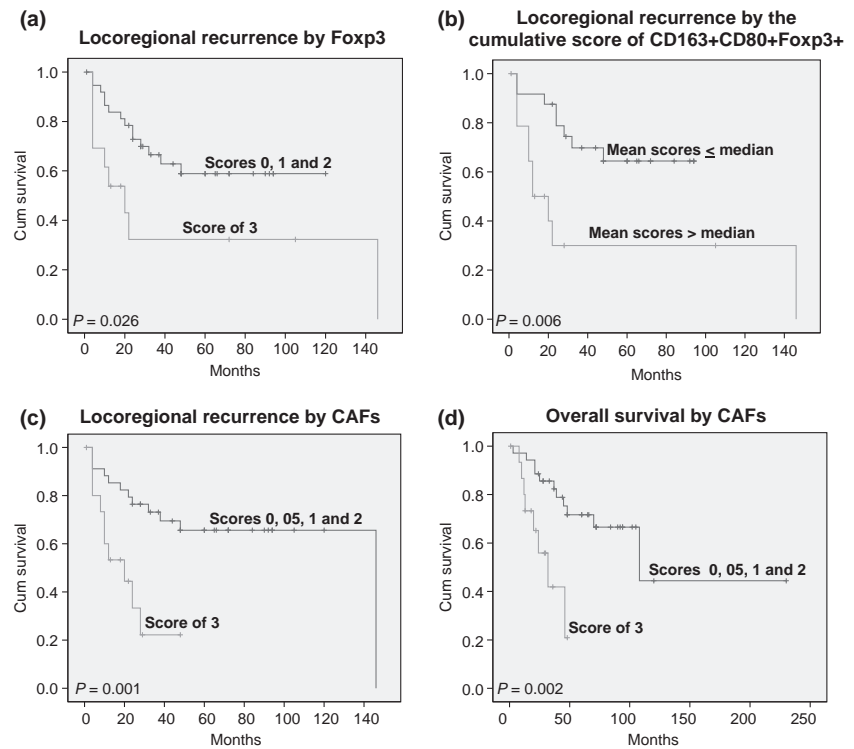 (a)
Locoregional recurrence by Foxp3
Cum survival
1.0
0.8
0.6
0.4
0.2
0.0
Scores 0, 1 and 2
Score of 3
P = 0.026
0 20 40 60 80 100 120 140
Months
(b)
Locoregional recurrence by the
cumulative score of CD163+CD80+Foxp3+
Cum survival
1.0
0.8
0.6
0.4
0.2
0.0
Mean scores ≤ median
Mean scores > median
P = 0.006
0 20 40 60 80 100 120 140
Months
(c)
Locoregional recurrence by CAFs
Cum survival
1.0
0.8
0.6
0.4
0.2
0.0
Scores 0, 05, 1 and 2
Score of 3
P = 0.001
0 20 40 60 80 100 120 140
Months
(d)
Overall survival by CAFs
Cum survival
1.0
0.8
0.6
0.4
0.2
0.0
Scores 0, 05, 1 and 2
Score of 3
P = 0.002
0 50 100 150 200 250
Months